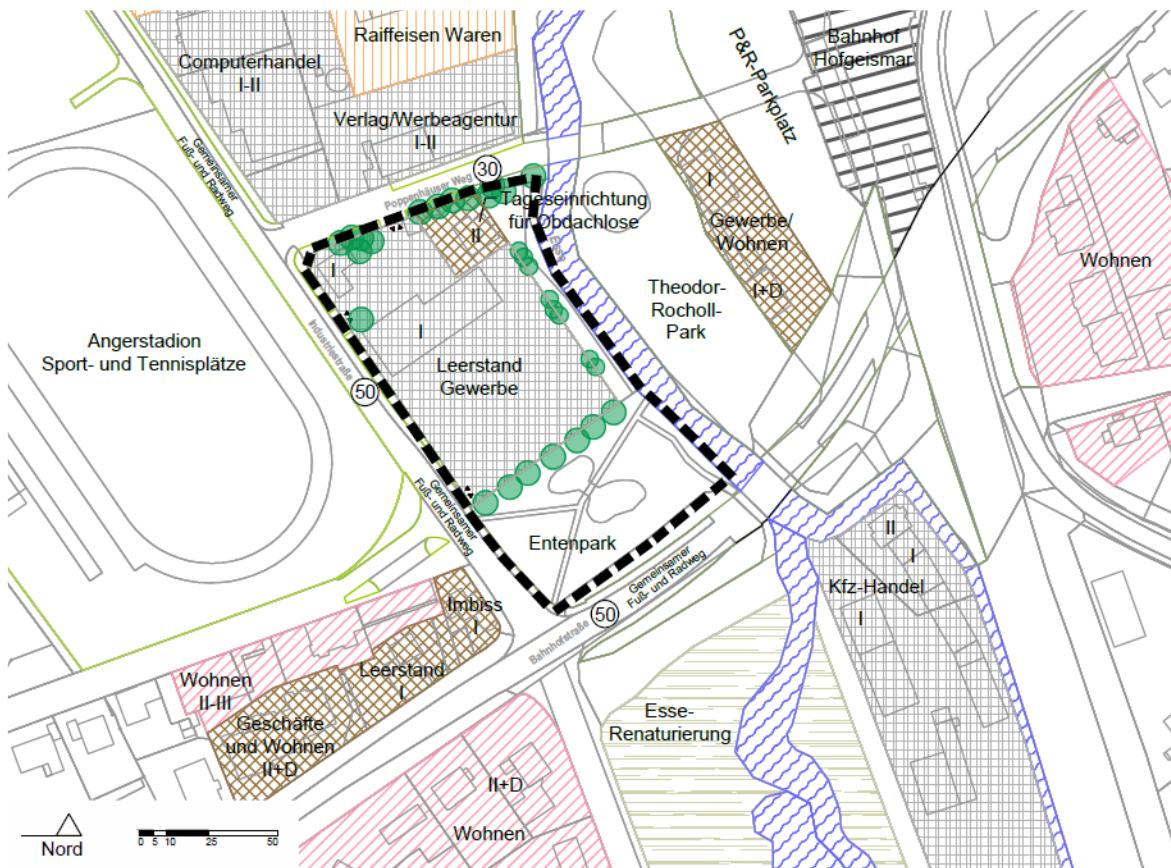 Raiffeisen Waren
Computerhandel
I-II
Verlag/Werbeagentur
I-II
P&R-Parkplatz
Bahnhof
Hofgeismar
Gemeinsamer
Fuß- und Radweg
Poppenhäuser Weg
30
Tageseinrichtung
für Obdachlose
II
Esse
I
Gewerbe/
Wohnen
I+D
Wohnen
Theodor-
Rocholl-
Park
I
I
Leerstand
Gewerbe
Angerstadion
Sport- und Tennisplätze
Industriestraße
50
Gemeinsamer
Fuß- und Radweg
Entenpark
Gemeinsamer
Fuß- und Radweg
50
Bahnhofstraße
Imbiss
I
Leerstand
I
Wohnen
II-III
Geschäfte
und Wohnen
II+D
II
I
Kfz-Handel
I
Esse-
Renaturierung
II+D
Wohnen
Nord
0 5 10 25 50